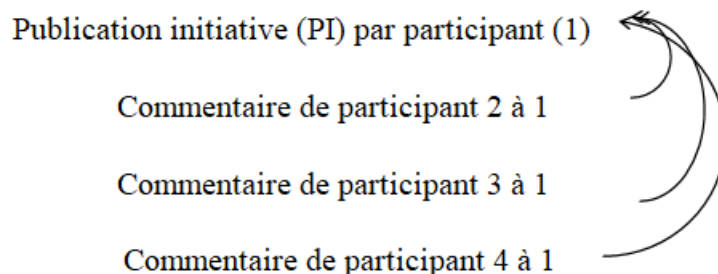 Publication initiative (PI) par participant (1)
Commentaire de participant 2 à 1
Commentaire de participant 3 à 1
Commentaire de participant 4 à 1